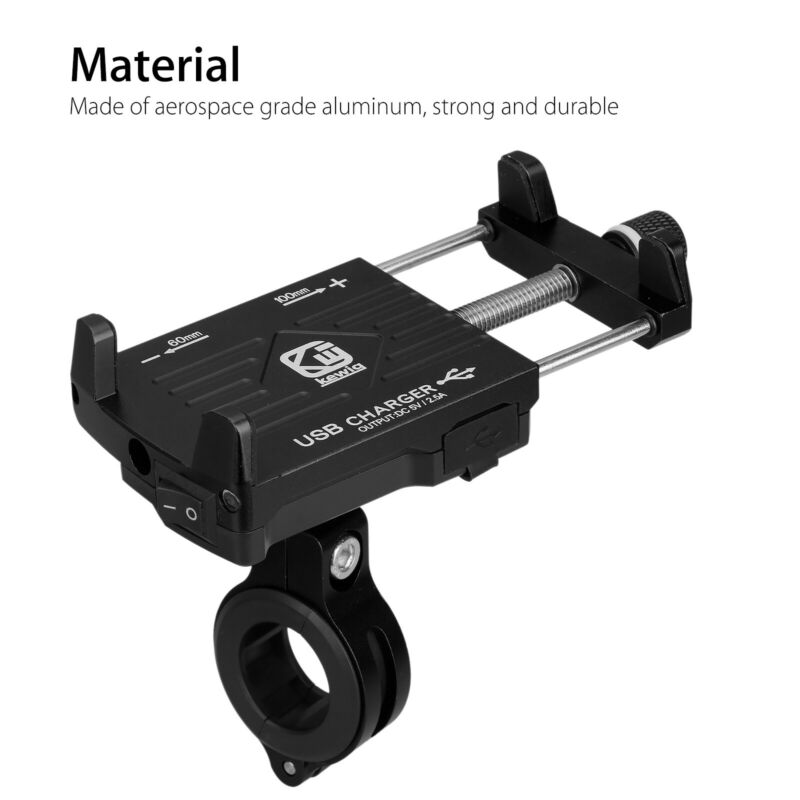 Material
Made of aerospace grade aluminum, strong and durable
100mm +
− 60mm
kewig
USB CHARGER
OUTPUT:DC 5V / 2.5A
— O